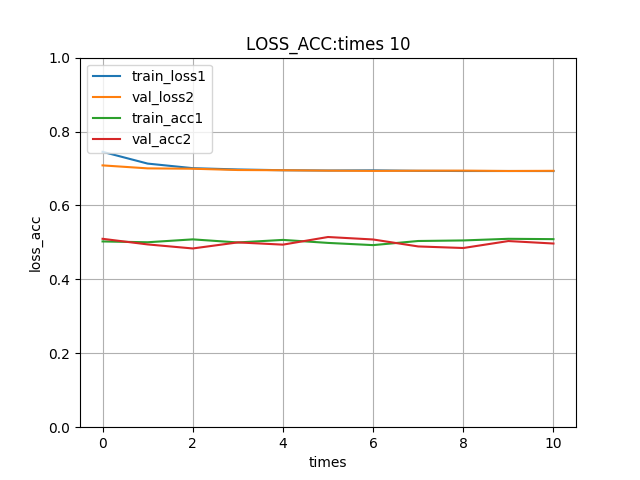 LOSS_ACC:times 10
train_loss1
val_loss2
train_acc1
val_acc2
1.0
0.8
0.6
0.4
0.2
0.0
loss_acc
0 2 4 6 8 10
times